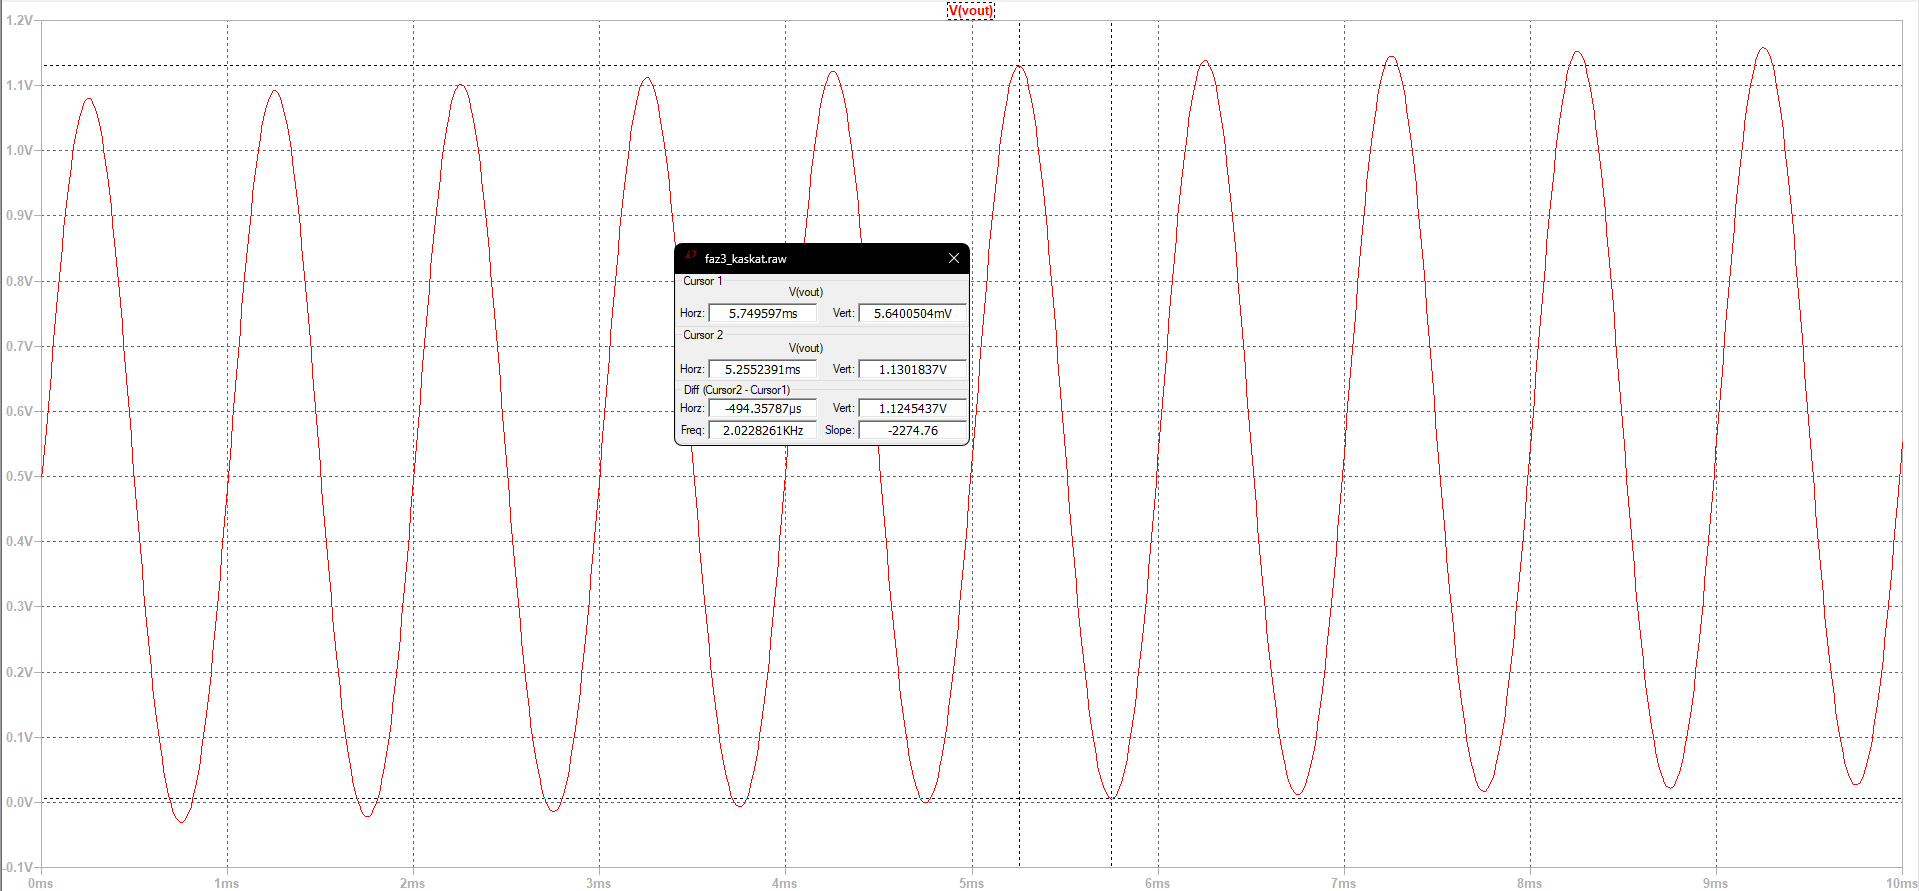 V(vout)
1.2V
1.1V
1.0V
0.9V
0.8V
0.7V
0.6V
0.5V
0.4V
0.3V
0.2V
0.1V
0.0V
-0.1V
0ms 1ms 2ms 3ms 4ms 5ms 6ms 7ms 8ms 9ms 10ms
faz3_kaskat.raw
Cursor 1
V(vout)
Horz: 5.749597ms Vert: 5.6400504mV
Cursor 2
V(vout)
Horz: 5.2552391ms Vert: 1.1301837V
Diff (Cursor2 - Cursor1)
Horz: -494.35787µs Vert: 1.1245437V
Freq: 2.0228261KHz Slope: -2274.76